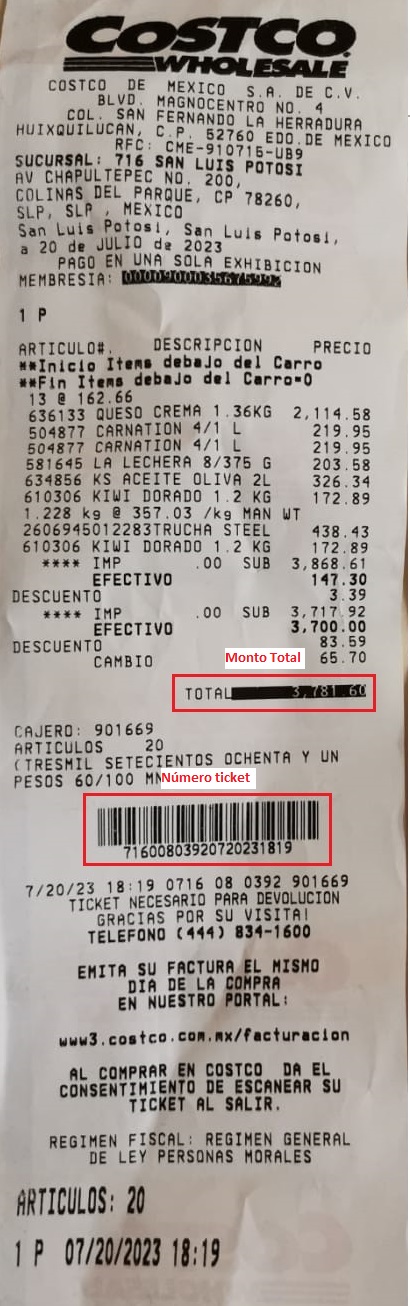 COSTCO
WHOLESALE
COSTCO DE MEXICO S.A. DE C.V.
BLVD. MAGNOCENTRO NO. 4
COL. SAN FERNANDO LA HERRADURA
HUIXQUILUCAN, C.P. 52760 EDO.DE MEXICO
RFC: CME-910715-UB9
SUCURSAL: 716 SAN LUIS POTOSI
AV CHAPULTEPEC NO. 200,
COLINAS DEL PARQUE, CP 78260,
SLP, SLP , MEXICO
San Luis Potosi, San Luis Potosi,
a 20 de JULIO de 2023
PAGO EN UNA SOLA EXHIBICION
MEMBRESIA:
1 P
ARTICULO#. DESCRIPCION PRECIO
**Inicio Items debaJo del Carro
**Fin Items debaJo del Carro=0
13 @ 162.66
636133 QUESO CREMA 1.36KG 2,114.58
504877 CARNATION 4/1 L 219.95
504877 CARNATION 4/1 L 219.95
581645 LA LECHERA 8/375 G 203.58
634856 KS ACEITE OLIVA 2L 326.34
610306 KIWI DORADO 1.2 KG 172.89
1.228 kg @ 357.03 /kg MAN WT
2606945012283TRUCHA STEEL 438.43
610306 KIWI DORADO 1.2 KG 172.89
**** IMP .00 SUB 3,868.61
EFECTIVO 147.30
DESCUENTO 3.39
**** IMP .00 SUB 3,717.92
EFECTIVO 3,700.00
DESCUENTO 83.59
CAMBIO 65.70
Monto Total
TOTAL 3,781.60
CAJERO: 901669
ARTICULOS 20
(TRESMIL SETECIENTOS OCHENTA Y UN
PESOS 60/100 MN
Número ticket
71600803920720231819
7/20/23 18:19 0716 08 0392 901669
TICKET NECESARIO PARA DEVOLUCION
GRACIAS POR SU VISITA!
TELEFONO (444) 834-1600
EMITA SU FACTURA EL MISMO
DIA DE LA COMPRA
EN NUESTRO PORTAL:
www3.costco.com.mx/facturacion
AL COMPRAR EN COSTCO DA EL
CONSENTIMIENTO DE ESCANEAR SU
TICKET AL SALIR.
REGIMEN FISCAL: REGIMEN GENERAL
DE LEY PERSONAS MORALES
ARTICULOS: 20
1 P 07/20/2023 18:19